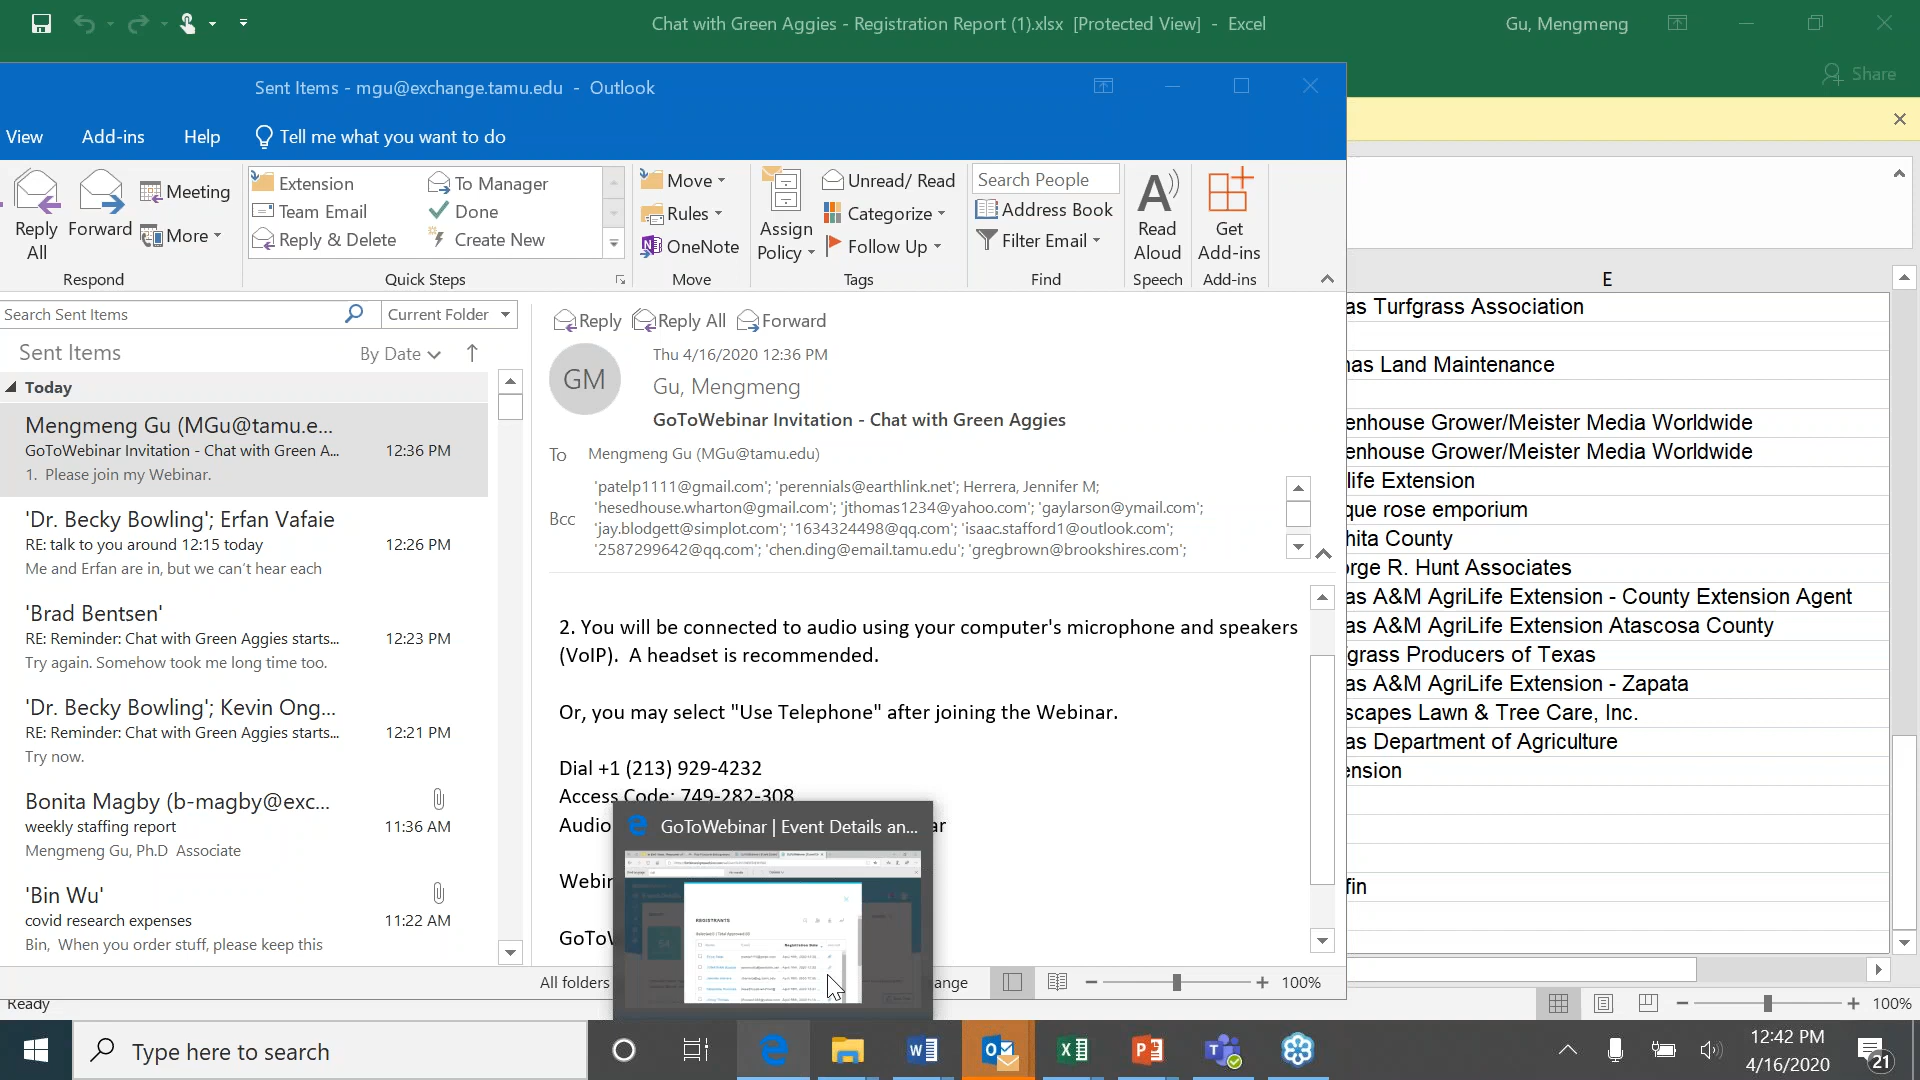 Chat with Green Aggies - Registration Report (1).xlsx [Protected View] - Excel
Gu, Mengmeng
Share
Sent Items - mgu@exchange.tamu.edu - Outlook
View Add-ins Help Tell me what you want to do
Reply All
Forward
Meeting
More
Respond
Extension
To Manager
Team Email
Done
Reply & Delete
Create New
Quick Steps
Move
Rules
OneNote
Move
Assign Policy
Unread/ Read
Categorize
Follow Up
Tags
Search People
Address Book
Filter Email
Find
Read Aloud
Speech
Get Add-ins
Add-ins
Search Sent Items
Current Folder
Sent Items
By Date
Today
Mengmeng Gu (MGu@tamu.e...
GoToWebinar Invitation - Chat with Green A... 12:36 PM
1. Please join my Webinar.
'Dr. Becky Bowling'; Erfan Vafaie
RE: talk to you around 12:15 today 12:26 PM
Me and Erfan are in, but we can't hear each
'Brad Bentsen'
RE: Reminder: Chat with Green Aggies starts... 12:23 PM
Try again. Somehow took me long time too.
'Dr. Becky Bowling'; Kevin Ong...
RE: Reminder: Chat with Green Aggies starts... 12:21 PM
Try now.
Bonita Magby (b-magby@exc...
weekly staffing report 11:36 AM
Mengmeng Gu, Ph.D Associate
'Bin Wu'
covid research expenses 11:22 AM
Bin, When you order stuff, please keep this
Reply Reply All Forward
GM
Thu 4/16/2020 12:36 PM
Gu, Mengmeng
GoToWebinar Invitation - Chat with Green Aggies
To Mengmeng Gu (MGu@tamu.edu)
Bcc
'patelp1111@gmail.com'; 'perennials@earthlink.net'; Herrera, Jennifer M;
'hesedhouse.wharton@gmail.com'; 'jthomas1234@yahoo.com'; 'gaylarson@ymail.com';
'jay.blodgett@simplot.com'; '1634324498@qq.com'; 'isaac.stafford1@outlook.com';
'2587299642@qq.com'; 'chen.ding@email.tamu.edu'; 'gregbrown@brookshires.com';
2. You will be connected to audio using your computer's microphone and speakers
(VoIP). A headset is recommended.
Or, you may select "Use Telephone" after joining the Webinar.
Dial +1 (213) 929-4232
Access Code: 749-282-308
Audio ar
Webin
GoToW
GoToWebinar | Event Details an...
REGISTRANTS
E
as Turfgrass Association
nas Land Maintenance
enhouse Grower/Meister Media Worldwide
enhouse Grower/Meister Media Worldwide
life Extension
que rose emporium
hita County
rge R. Hunt Associates
as A&M AgriLife Extension - County Extension Agent
as A&M AgriLife Extension Atascosa County
fgrass Producers of Texas
as A&M AgriLife Extension - Zapata
scapes Lawn & Tree Care, Inc.
as Department of Agriculture
ension
fin
All folders ange 100%
Ready
100%
Type here to search
12:42 PM
4/16/2020
21